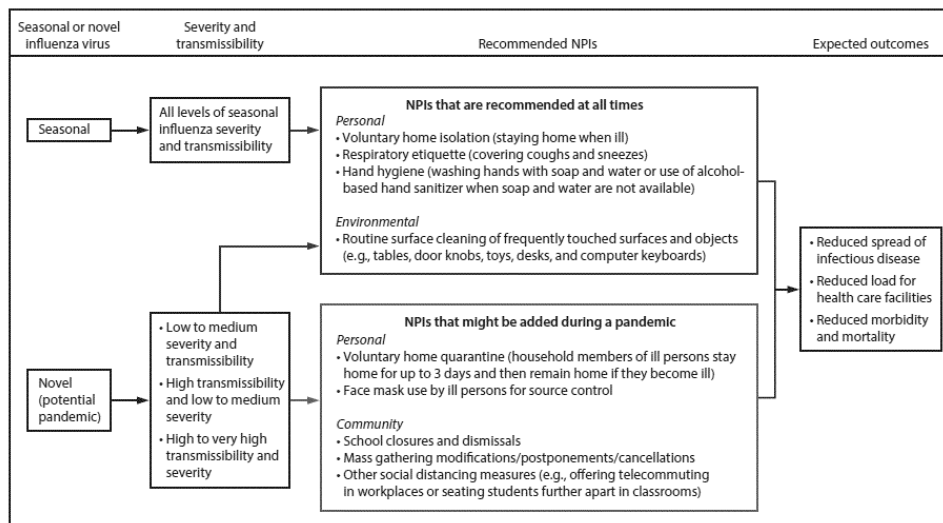 Seasonal or novel
influenza virus
Severity and
transmissibility
Recommended NPIs
Expected outcomes
Seasonal
All levels of seasonal
influenza severity
and transmissibility
NPIs that are recommended at all times
Personal
• Voluntary home isolation (staying home when ill)
• Respiratory etiquette (covering coughs and sneezes)
• Hand hygiene (washing hands with soap and water or use of alcohol-
based hand sanitizer when soap and water are not available)
Environmental
• Routine surface cleaning of frequently touched surfaces and objects
(e.g., tables, door knobs, toys, desks, and computer keyboards)
Novel
(potential
pandemic)
• Low to medium
severity and
transmissibility
• High transmissibility
and low to medium
severity
• High to very high
transmissibility and
severity
NPIs that might be added during a pandemic
Personal
• Voluntary home quarantine (household members of ill persons stay
home for up to 3 days and then remain home if they become ill)
• Face mask use by ill persons for source control
Community
• School closures and dismissals
• Mass gathering modifications/postponements/cancellations
• Other social distancing measures (e.g., offering telecommuting
in workplaces or seating students further apart in classrooms)
• Reduced spread of
infectious disease
• Reduced load for
health care facilities
• Reduced morbidity
and mortality